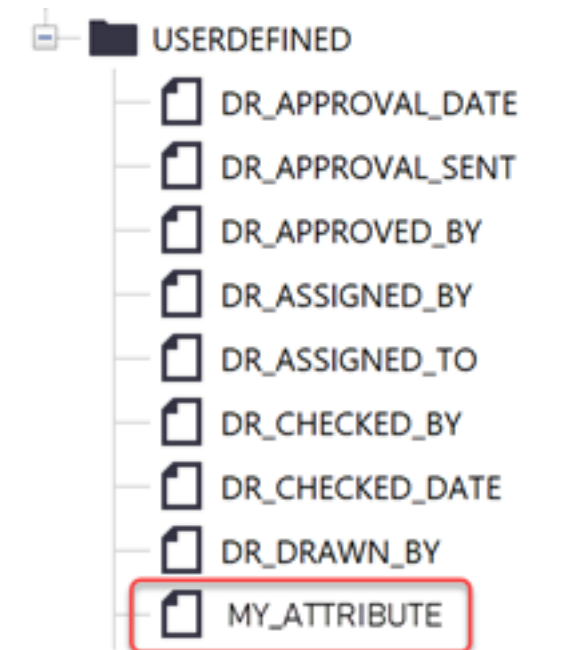 USERDEFINED
DR_APPROVAL_DATE
DR_APPROVAL_SENT
DR_APPROVED_BY
DR_ASSIGNED_BY
DR_ASSIGNED_TO
DR_CHECKED_BY
DR_CHECKED_DATE
DR_DRAWN_BY
MY_ATTRIBUTE